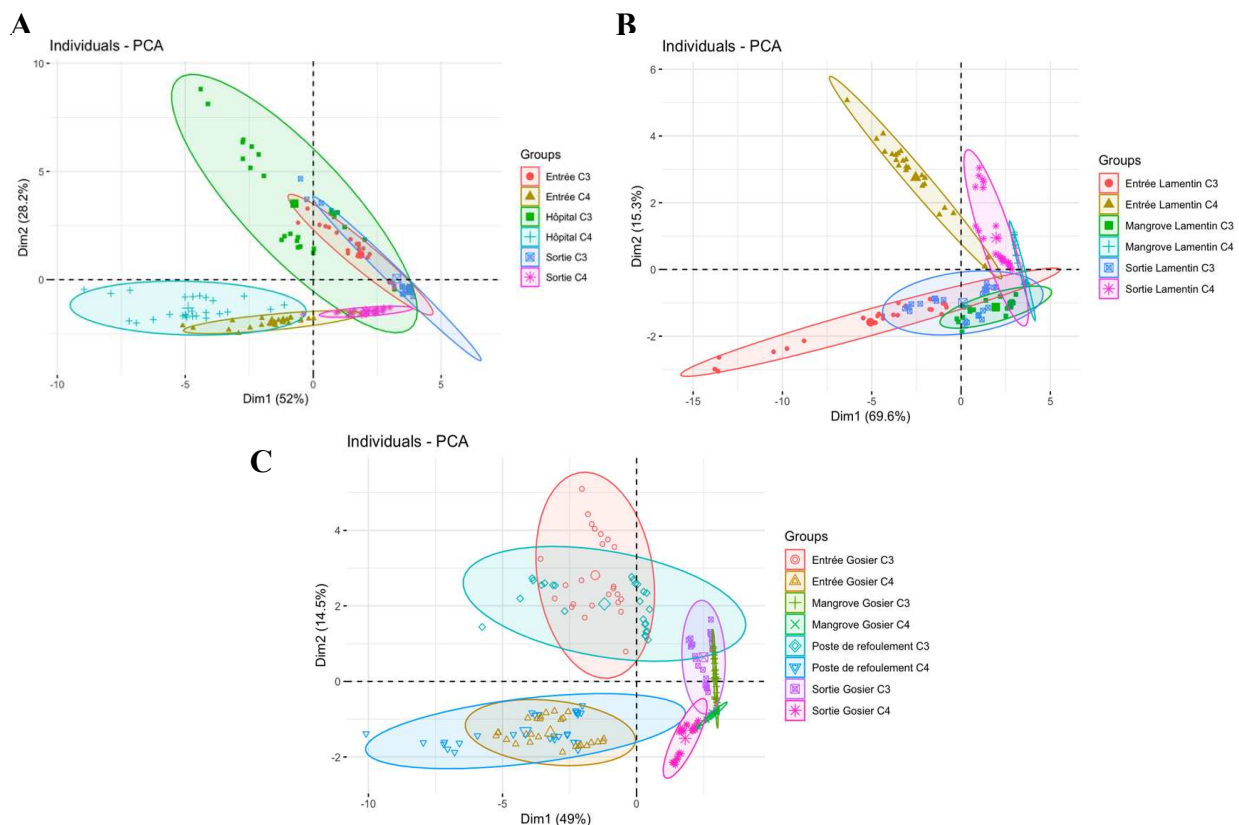 A
Individuals - PCA
10
5
0
Dim2 (28.2%)
-10
-5
0
5
Dim1 (52%)
Groups
Entrée C3
Entrée C4
Hôpital C3
Hôpital C4
Sortie C3
Sortie C4
B
Individuals - PCA
6
4
2
0
-2
Dim2 (15.3%)
-15
-10
-5
0
5
Dim1 (69.6%)
Groups
Entrée Lamentin C3
Entrée Lamentin C4
Mangrove Lamentin C3
Mangrove Lamentin C4
Sortie Lamentin C3
Sortie Lamentin C4
C
Individuals - PCA
4
2
0
-2
Dim2 (14.5%)
-10
-5
0
Dim1 (49%)
Groups
Entrée Gosier C3
Entrée Gosier C4
Mangrove Gosier C3
Mangrove Gosier C4
Poste de refoulement C3
Poste de refoulement C4
Sortie Gosier C3
Sortie Gosier C4